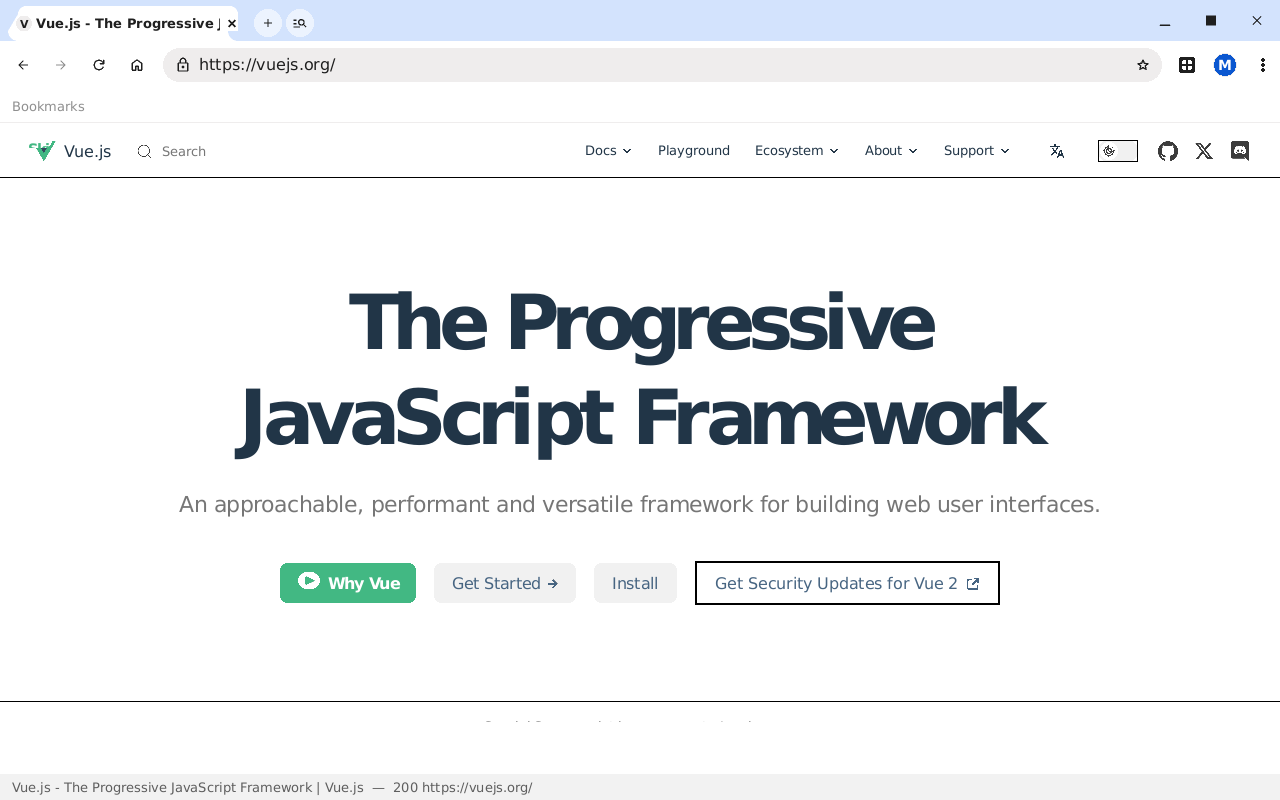 V Vue.js - The Progressive J
https://vuejs.org/
M
Bookmarks
Vue.js
Search
Docs
Playground
Ecosystem
About
Support
The Progressive
JavaScript Framework
An approachable, performant and versatile framework for building web user interfaces.
Why Vue
Get Started
Install
Get Security Updates for Vue 2
Vue.js - The Progressive JavaScript Framework | Vue.js — 200 https://vuejs.org/